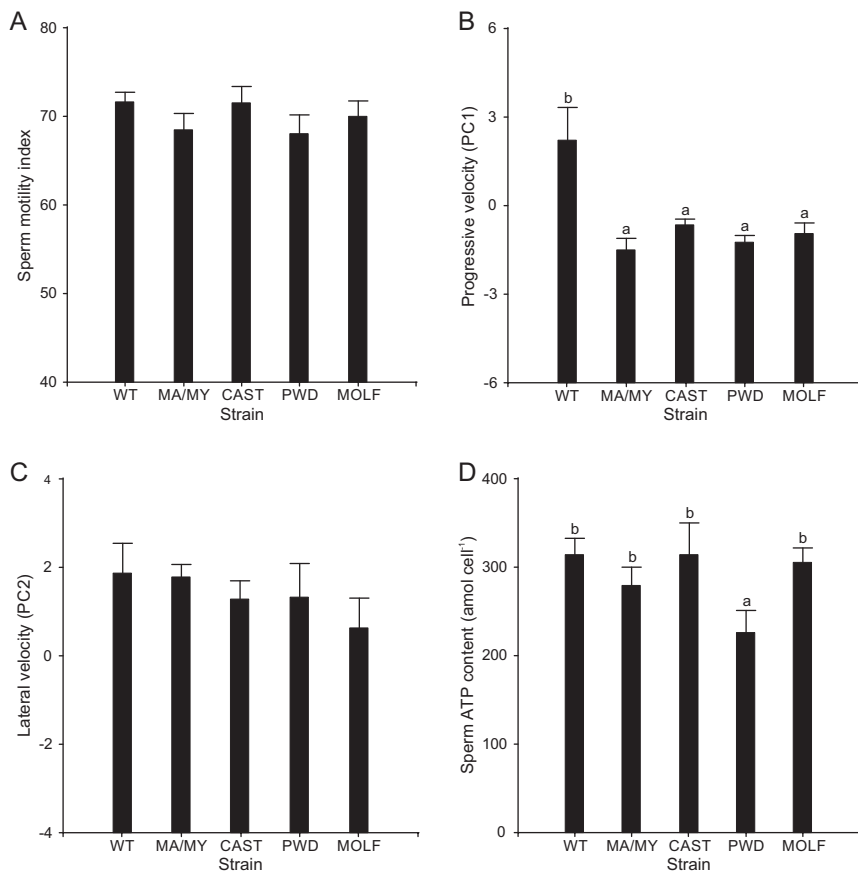 A
80
70
60
50
40
Sperm motility index
WT MA/MY CAST PWD MOLF
Strain
B
6
3
-0
-3
-6
Progressive velocity (PC1)
b
a
a
a
a
WT MA/MY CAST PWD MOLF
Strain
C
4
2
0
-2
-4
Lateral velocity (PC2)
WT MA/MY CAST PWD MOLF
Strain
D
400
300
200
100
0
Sperm ATP content (amol cell⁻¹)
b
b
b
a
b
WT MA/MY CAST PWD MOLF
Strain